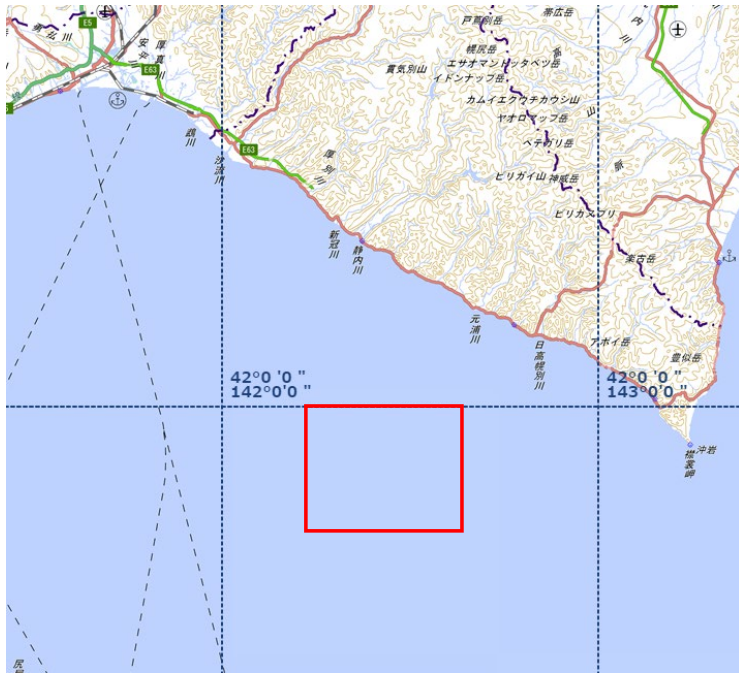 勇払川
安平川
厚真川
E5
E63
鵡川
沙流川
E63
厚別川
新冠川
静内川
元浦川
日高幌別川
貫気別山
戸蔦別岳
帯広岳
幌尻岳
エサオマントッタベツ岳
イドンナップ岳
カムイエクウチカウシ山
ヤオロマップ岳
ペテガリ岳
ピリガイ山
神威岳
ピリカヌプリ
楽古岳
アポイ岳
豊似岳
沖岩
襟裳岬
42°0 '0 "
142°0'0 "
42°0 '0 "
143°0'0 "